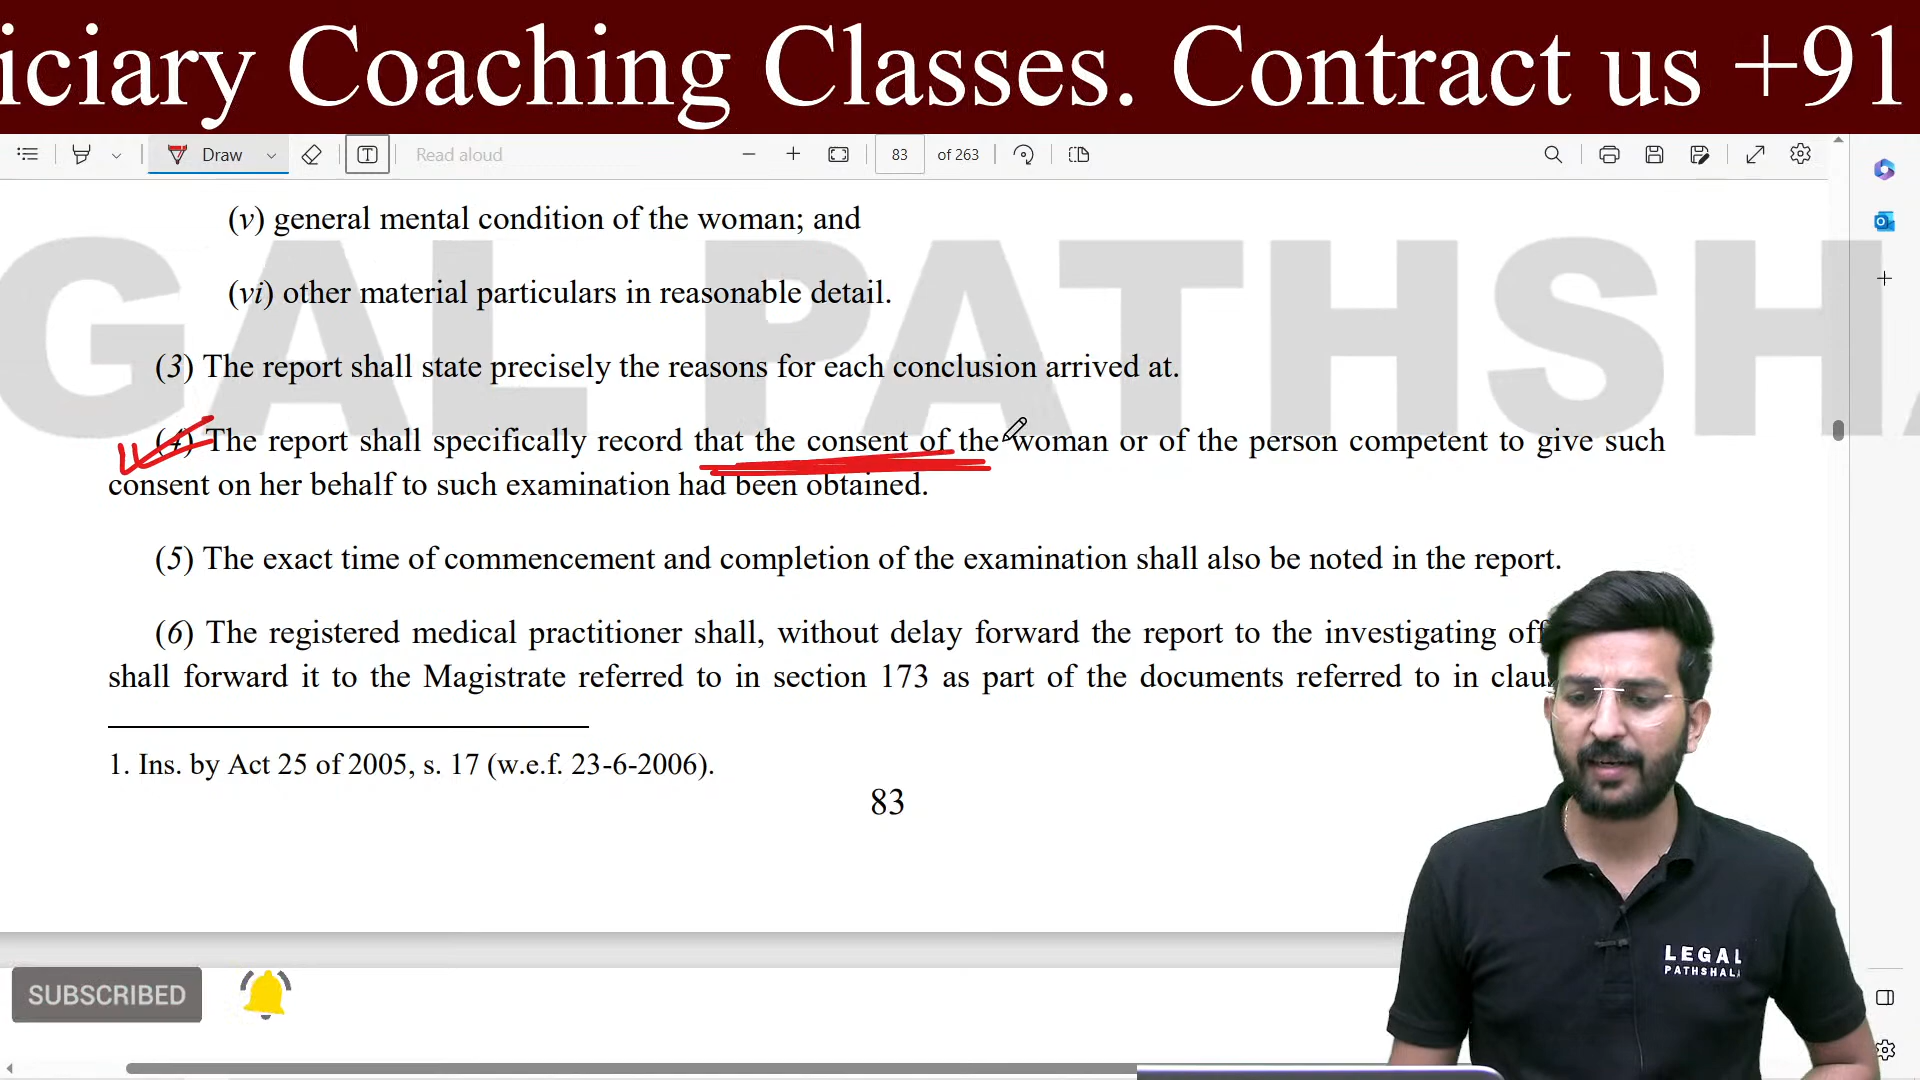 iciary Coaching Classes. Contract us +91
Draw
Read aloud
83 of 263
(v) general mental condition of the woman; and
(vi) other material particulars in reasonable detail.
(3) The report shall state precisely the reasons for each conclusion arrived at.
(4) The report shall specifically record that the consent of the woman or of the person competent to give such
consent on her behalf to such examination had been obtained.
(5) The exact time of commencement and completion of the examination shall also be noted in the report.
(6) The registered medical practitioner shall, without delay forward the report to the investigating off
shall forward it to the Magistrate referred to in section 173 as part of the documents referred to in clau
1. Ins. by Act 25 of 2005, s. 17 (w.e.f. 23-6-2006).
83
GAL PATHSHA
LEGAL
PATHSHALA
SUBSCRIBED